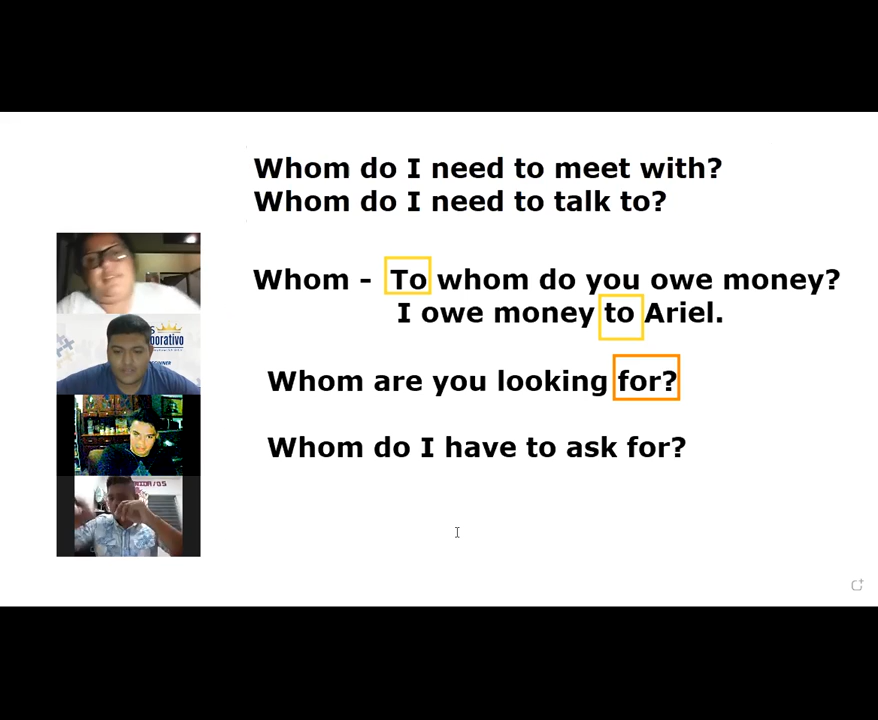 Whom do I need to meet with?
Whom do I need to talk to?
Whom - To whom do you owe money?
I owe money to Ariel.
Whom are you looking for?
Whom do I have to ask for?
orativo